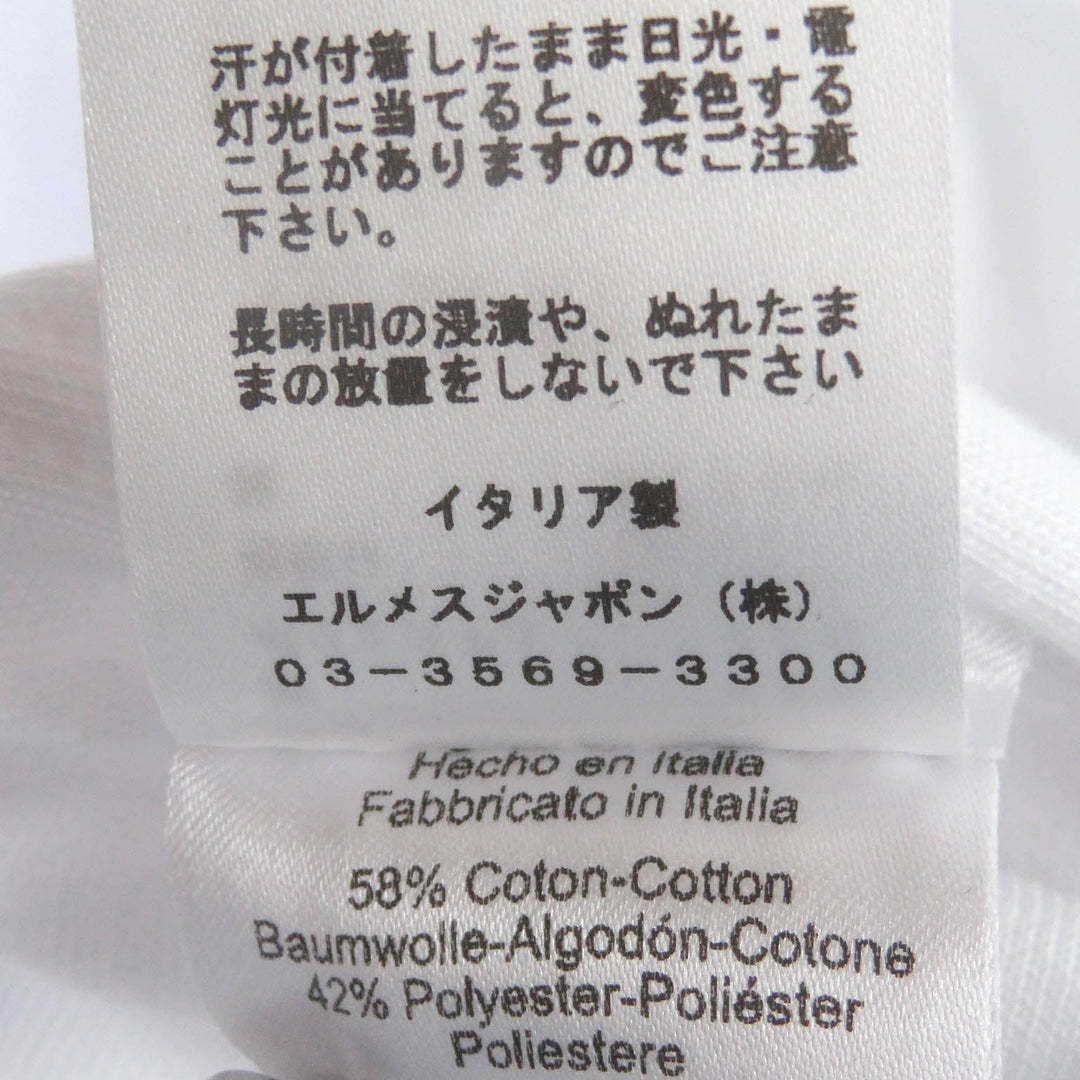 汗が付着したまま日光・電
灯光に当てると、変色する
ことがありますのでご注意
下さい。
長時間の浸漬や、ぬれたま
まの放置をしないで下さい
イタリア製
エルメスジャポン（株）
０３－３５６９－３３００
Hecho en Italia
Fabbricato in Italia
58% Coton-Cotton
Baumwolle-Algodón-Cotone
42% Polyester-Poliéster
Poliestere